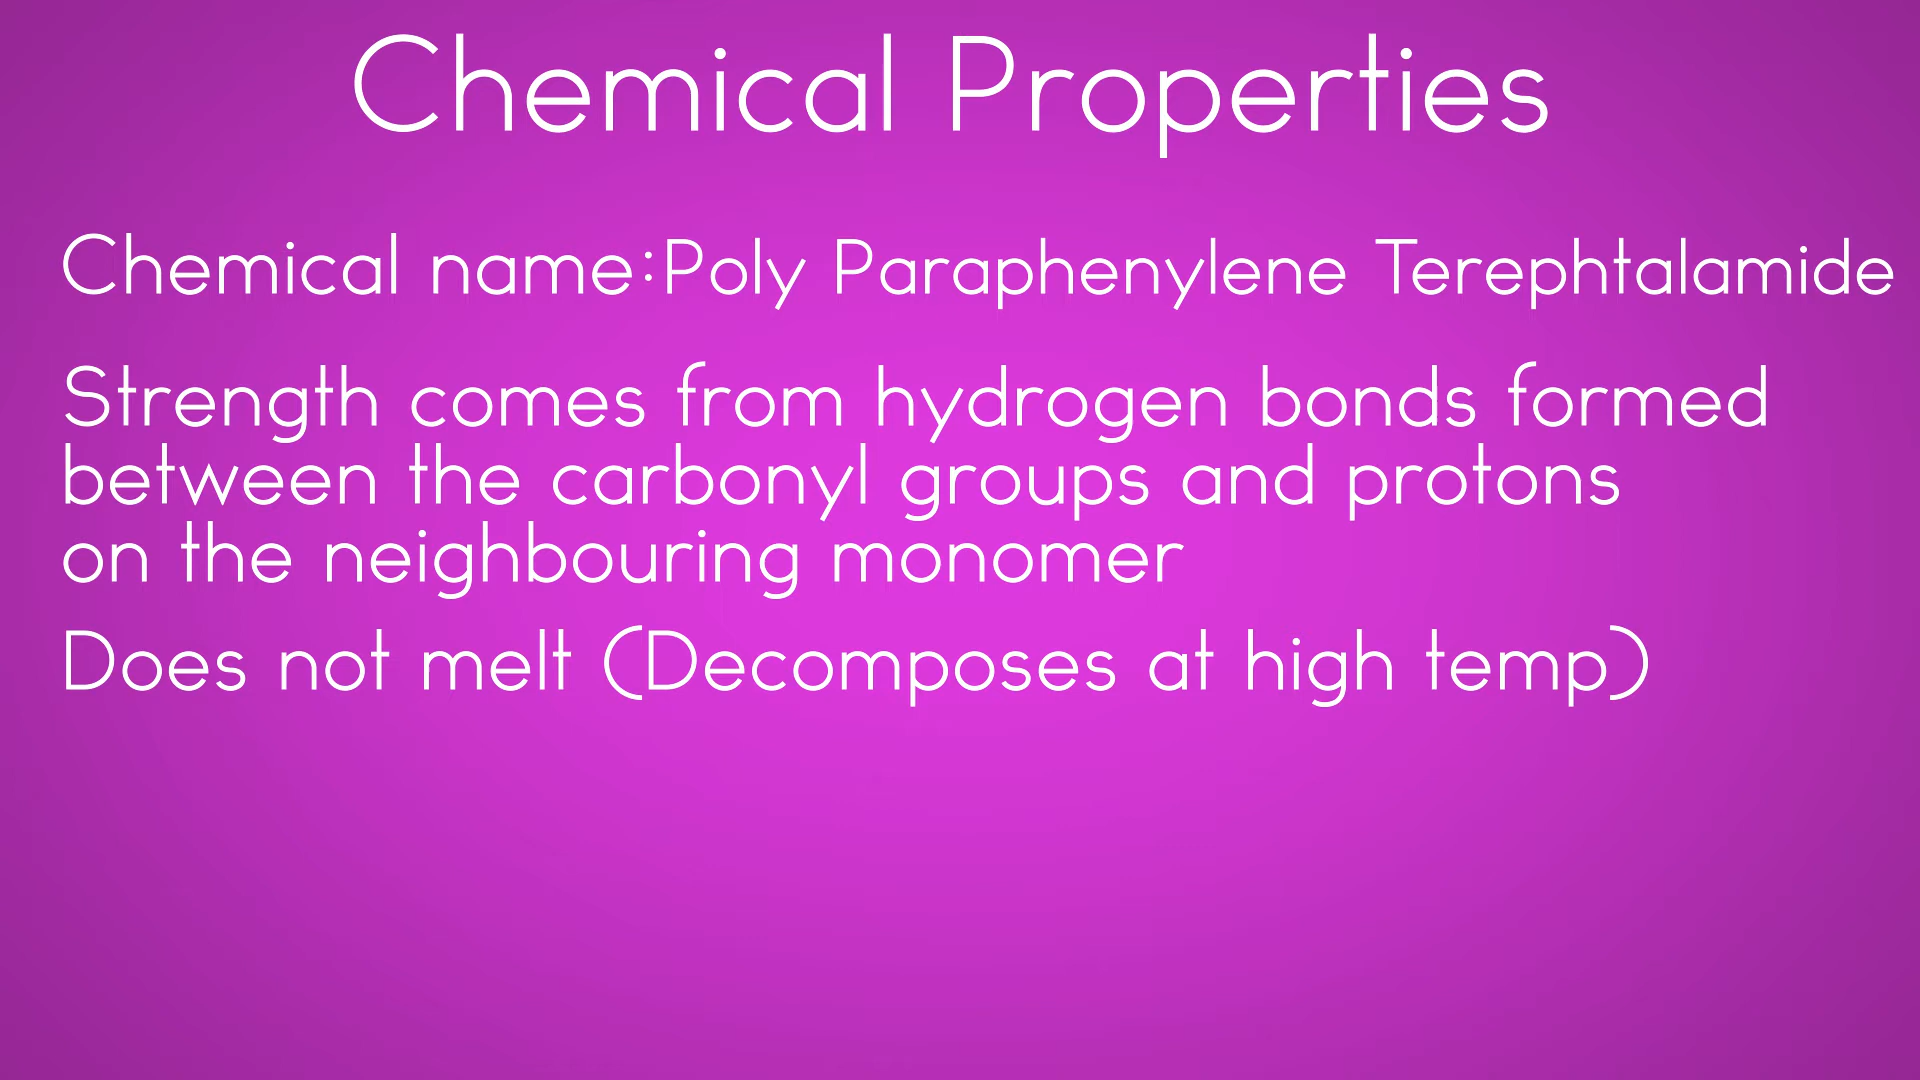 Chemical Properties
Chemical name:Poly Paraphenylene Terephtalamide
Strength comes from hydrogen bonds formed
between the carbonyl groups and protons
on the neighbouring monomer
Does not melt (Decomposes at high temp)